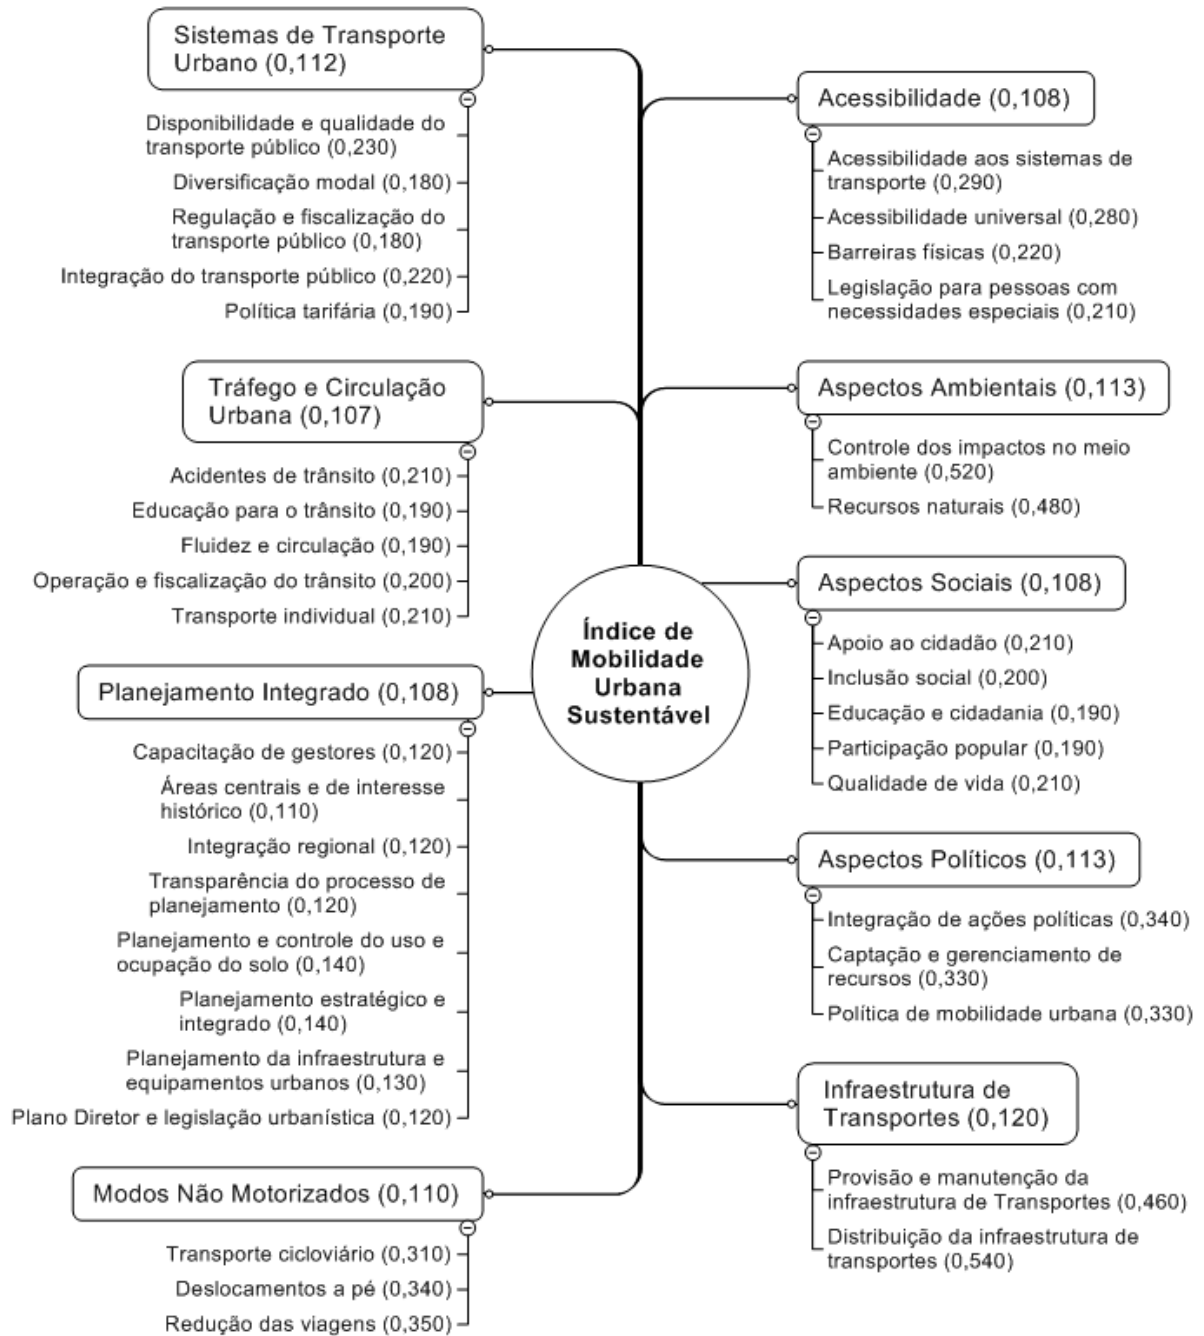 Sistemas de Transporte
Urbano (0,112)
Disponibilidade e qualidade do
transporte público (0,230)
Diversificação modal (0,180)
Regulação e fiscalização do
transporte público (0,180)
Integração do transporte público (0,220)
Política tarifária (0,190)
Tráfego e Circulação
Urbana (0,107)
Acidentes de trânsito (0,210)
Educação para o trânsito (0,190)
Fluidez e circulação (0,190)
Operação e fiscalização do trânsito (0,200)
Transporte individual (0,210)
Planejamento Integrado (0,108)
Capacitação de gestores (0,120)
Áreas centrais e de interesse
histórico (0,110)
Integração regional (0,120)
Transparência do processo de
planejamento (0,120)
Planejamento e controle do uso e
ocupação do solo (0,140)
Planejamento estratégico e
integrado (0,140)
Planejamento da infraestrutura e
equipamentos urbanos (0,130)
Plano Diretor e legislação urbanística (0,120)
Modos Não Motorizados (0,110)
Transporte cicloviário (0,310)
Deslocamentos a pé (0,340)
Redução das viagens (0,350)
Índice de
Mobilidade
Urbana
Sustentável
Acessibilidade (0,108)
Acessibilidade aos sistemas de
transporte (0,290)
Acessibilidade universal (0,280)
Barreiras físicas (0,220)
Legislação para pessoas com
necessidades especiais (0,210)
Aspectos Ambientais (0,113)
Controle dos impactos no meio
ambiente (0,520)
Recursos naturais (0,480)
Aspectos Sociais (0,108)
Apoio ao cidadão (0,210)
Inclusão social (0,200)
Educação e cidadania (0,190)
Participação popular (0,190)
Qualidade de vida (0,210)
Aspectos Políticos (0,113)
Integração de ações políticas (0,340)
Captação e gerenciamento de
recursos (0,330)
Política de mobilidade urbana (0,330)
Infraestrutura de
Transportes (0,120)
Provisão e manutenção da
infraestrutura de Transportes (0,460)
Distribuição da infraestrutura de
transportes (0,540)